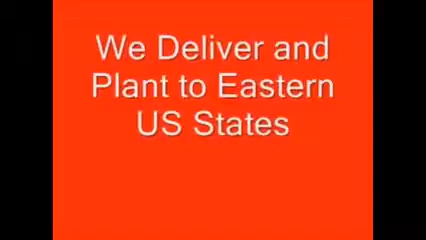 We Deliver and
Plant to Eastern
US States